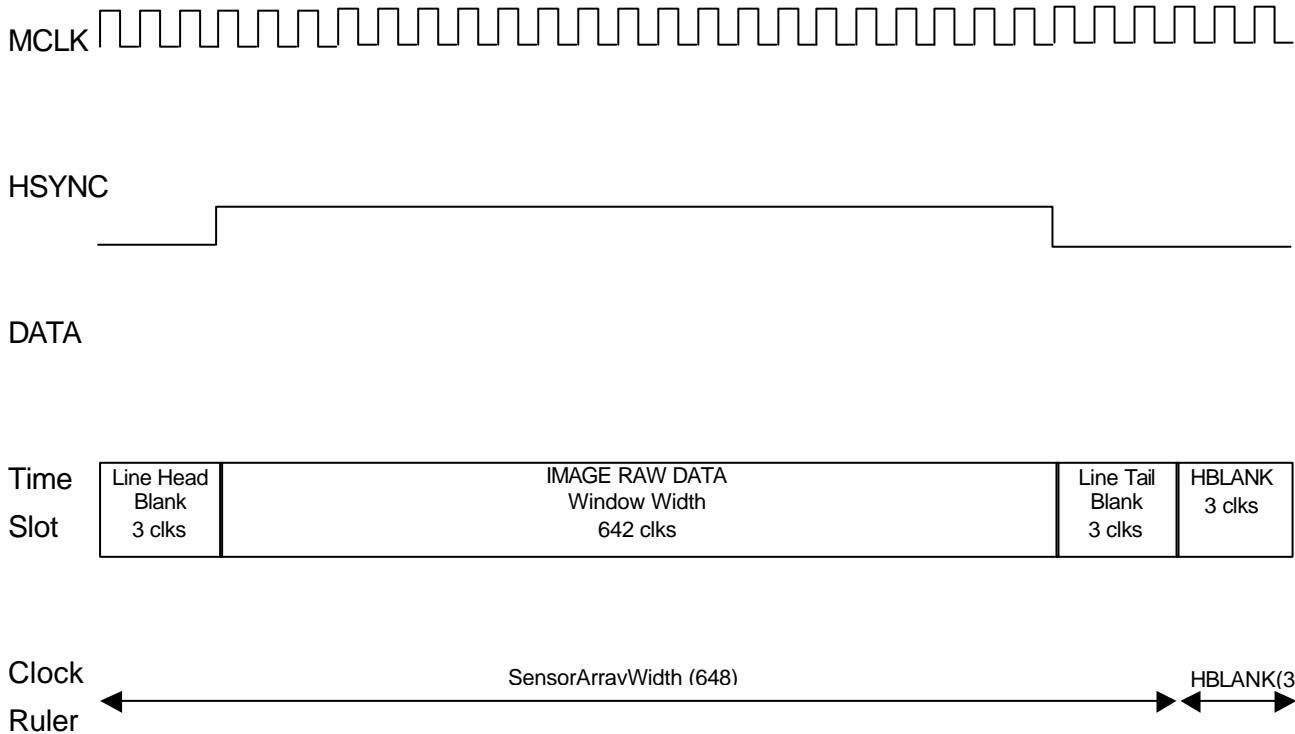 MCLK
HSYNC
DATA
Time
Slot
Line Head
Blank
3 clks
IMAGE RAW DATA
Window Width
642 clks
Line Tail
Blank
3 clks
HBLANK
3 clks
Clock
Ruler
SensorArrayWidth (648)
HBLANK(3